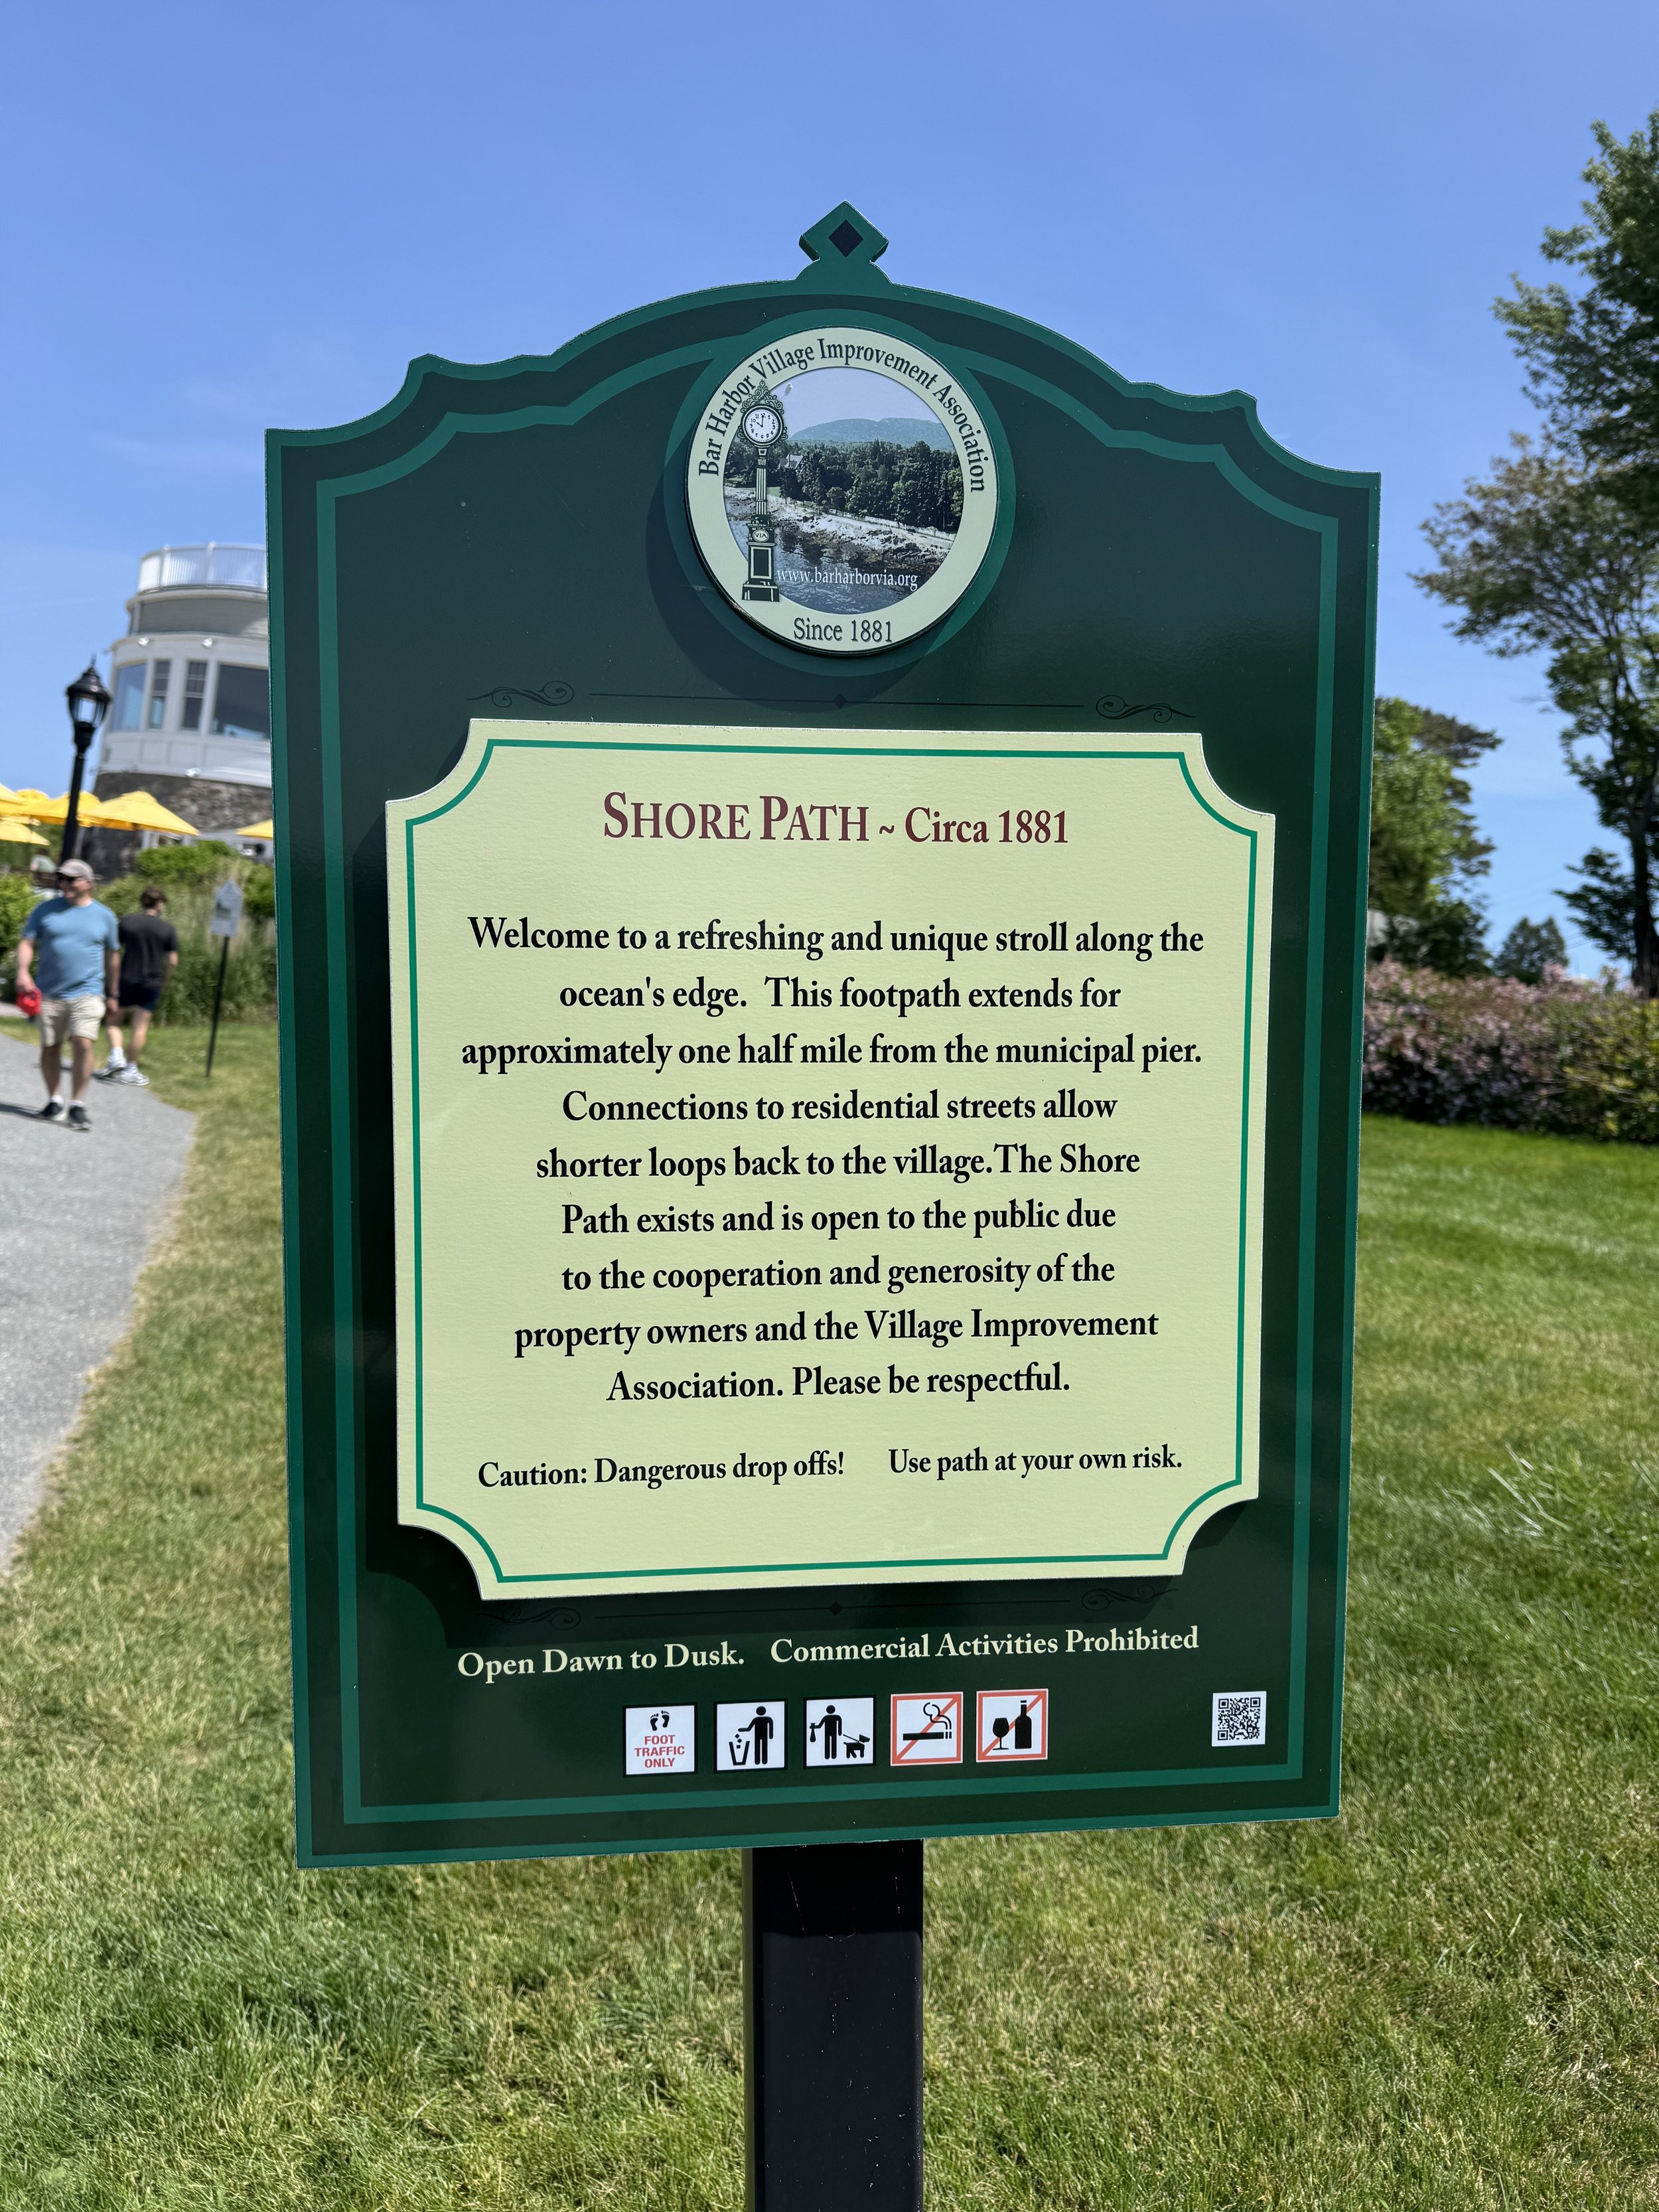 Bar Harbor Village Improvement Association
VIA
www.barharborvia.org
Since 1881
SHORE PATH ~ Circa 1881
Welcome to a refreshing and unique stroll along the
ocean's edge.  This footpath extends for
approximately one half mile from the municipal pier.
Connections to residential streets allow
shorter loops back to the village.The Shore
Path exists and is open to the public due
to the cooperation and generosity of the
property owners and the Village Improvement
Association. Please be respectful.
Caution: Dangerous drop offs!    Use path at your own risk.
Open Dawn to Dusk.   Commercial Activities Prohibited
FOOT
TRAFFIC
ONLY